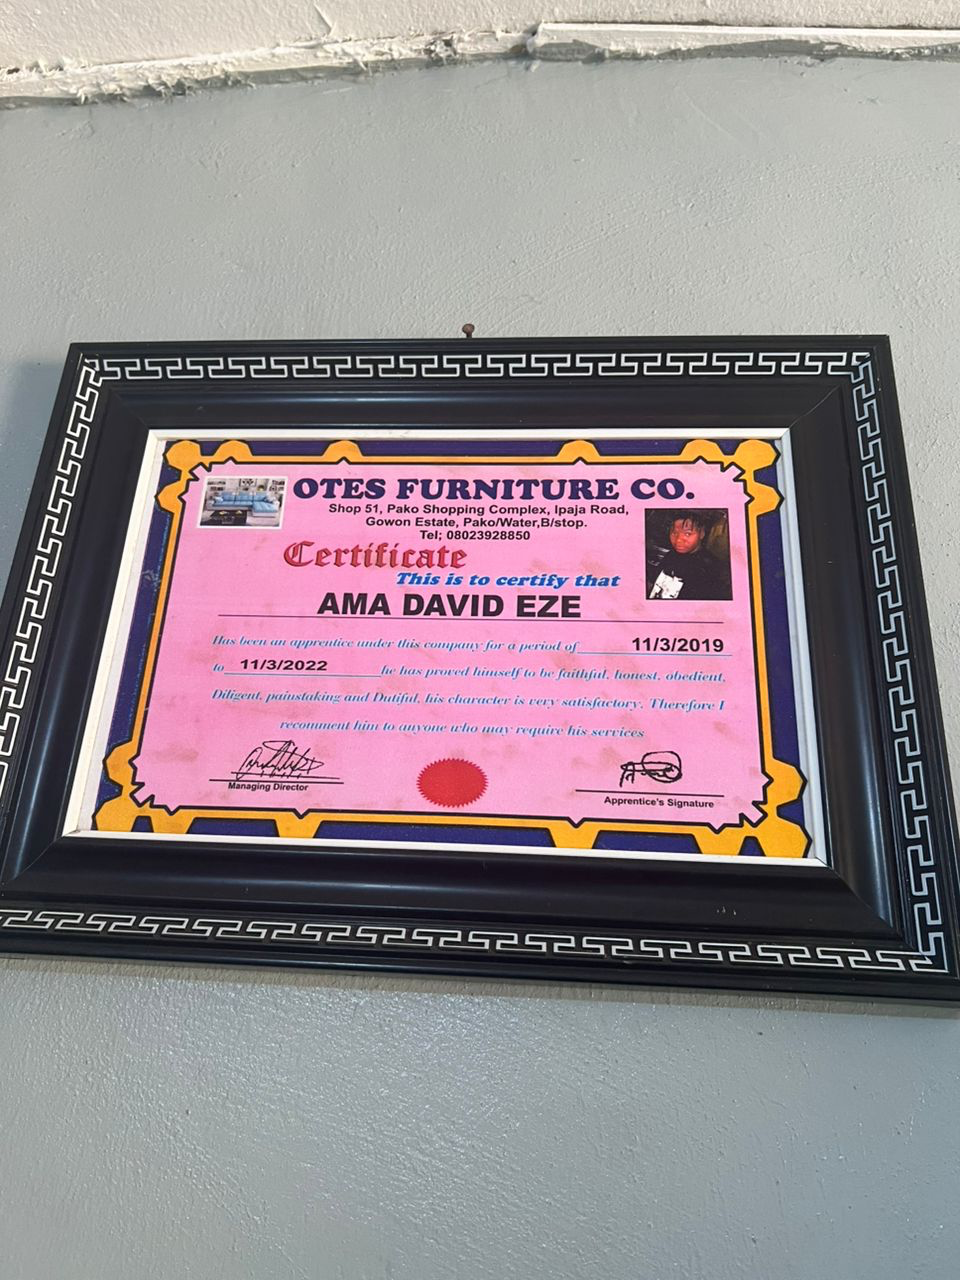 OTES FURNITURE CO.
Shop 51, Pako Shopping Complex, Ipaja Road,
Gowon Estate, Pako/Water,B/stop.
Tel; 08023928850
Certificate
This is to certify that
AMA DAVID EZE
Has been an apprentice under this company for a period of 11/3/2019
to 11/3/2022 he has proved himself to be faithful, honest, obedient,
Diligent, painstaking and Dutiful, his character is very satisfactory. Therefore I
recomment him to anyone who may require his services
Managing Director
Apprentice's Signature